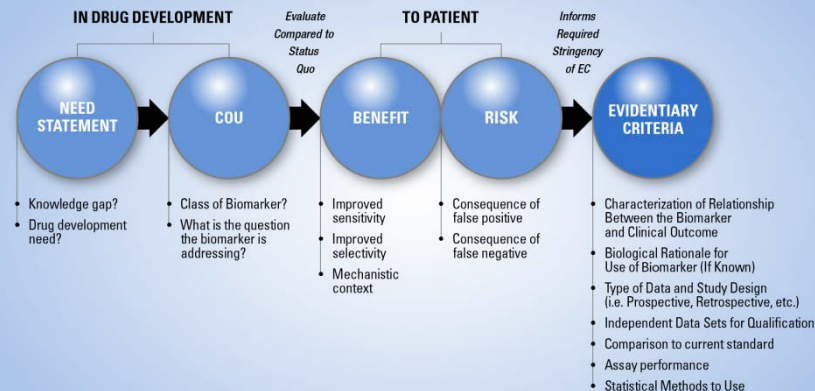 IN DRUG DEVELOPMENT
Evaluate
Compared to
Status
Quo
TO PATIENT
Informs
Required
Stringency
of EC
NEED
STATEMENT
COU
BENEFIT
RISK
EVIDENTIARY
CRITERIA
• Knowledge gap?
• Drug development
need?
• Class of Biomarker?
• What is the question
the biomarker is
addressing?
• Improved
sensitivity
• Improved
selectivity
• Mechanistic
context
• Consequence of
false positive
• Consequence of
false negative
• Characterization of Relationship
Between the Biomarker
and Clinical Outcome
• Biological Rationale for
Use of Biomarker (If Known)
• Type of Data and Study Design
(i.e. Prospective, Retrospective, etc.)
• Independent Data Sets for Qualification
• Comparison to current standard
• Assay performance
• Statistical Methods to Use